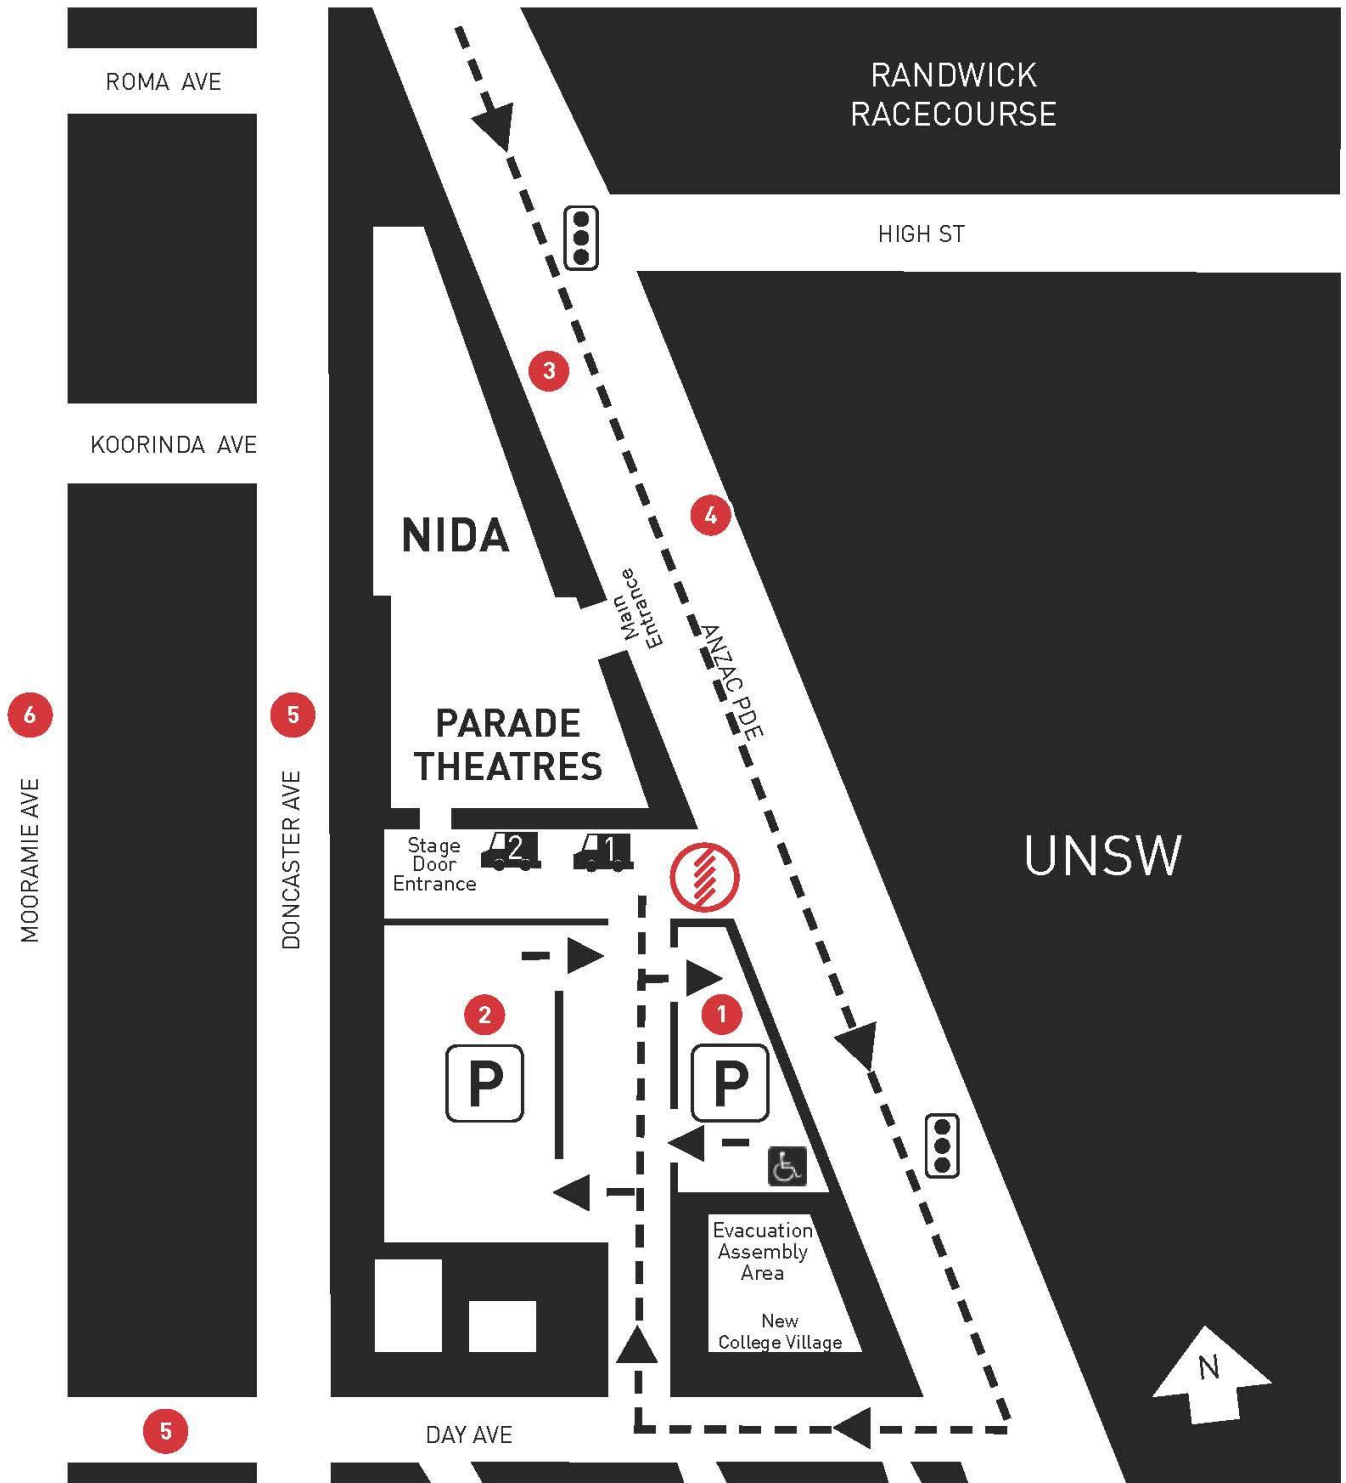 ROMA AVE
RANDWICK
RACECOURSE
HIGH ST
3
KOORINDA AVE
4
NIDA
Main
Entrance
ANZAC PDE
6
5
PARADE
THEATRES
MOORAMIE AVE
DONCASTER AVE
Stage
Door
Entrance
2
1
UNSW
2
1
P
P
Evacuation
Assembly
Area
New
College Village
N
5
DAY AVE